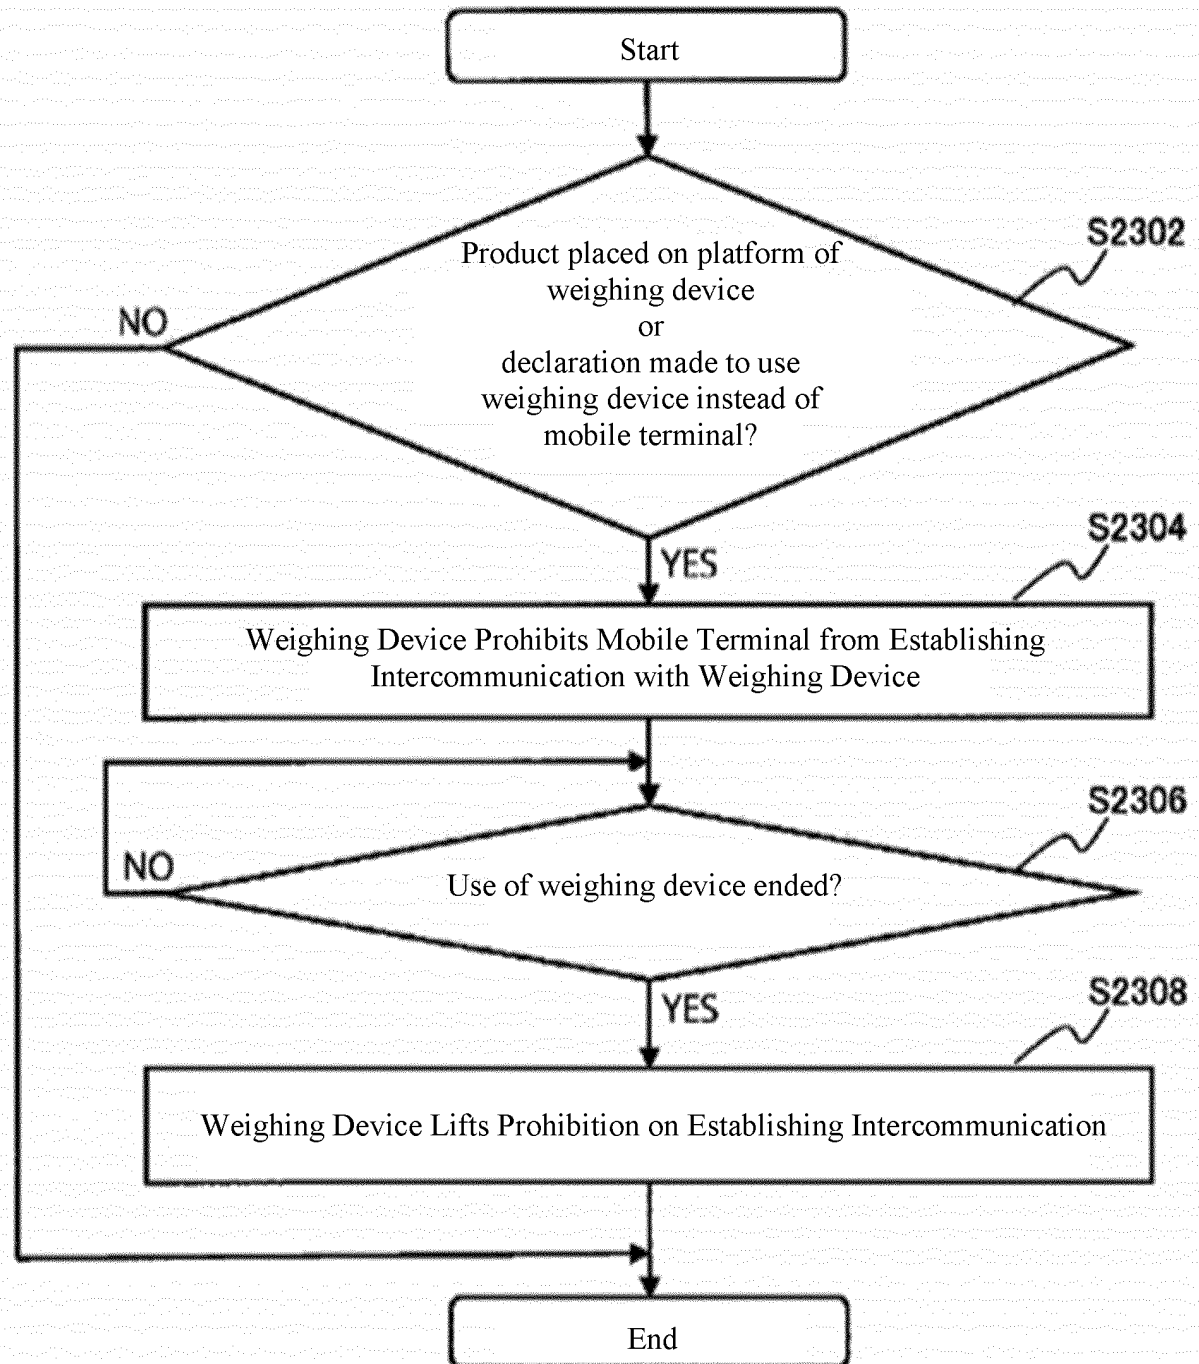 Start
S2302
Product placed on platform of
weighing device
or
declaration made to use
weighing device instead of
mobile terminal?
NO
YES
S2304
Weighing Device Prohibits Mobile Terminal from Establishing
Intercommunication with Weighing Device
S2306
Use of weighing device ended?
NO
YES
S2308
Weighing Device Lifts Prohibition on Establishing Intercommunication
End